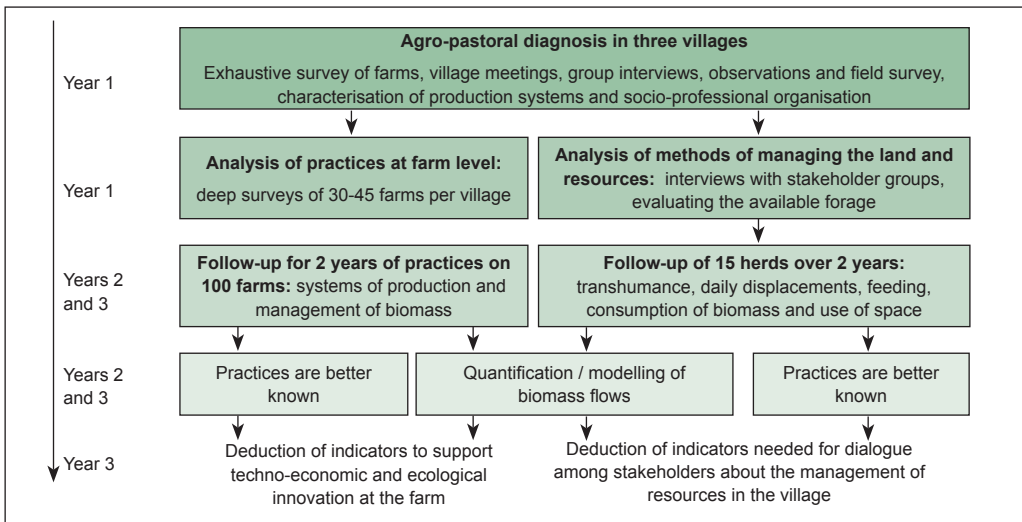 Agro-pastoral diagnosis in three villages
Year 1
Exhaustive survey of farms, village meetings, group interviews, observations and field survey,
characterisation of production systems and socio-professional organisation
Year 1
Analysis of practices at farm level:
deep surveys of 30-45 farms per village
Analysis of methods of managing the land and
resources: interviews with stakeholder groups,
evaluating the available forage
Years 2
and 3
Follow-up for 2 years of practices on
100 farms: systems of production and
management of biomass
Follow-up of 15 herds over 2 years:
transhumance, daily displacements, feeding,
consumption of biomass and use of space
Years 2
and 3
Practices are better
known
Quantification / modelling of
biomass flows
Practices are better
known
Year 3
Deduction of indicators to support
techno-economic and ecological
innovation at the farm
Deduction of indicators needed for dialogue
among stakeholders about the management of
resources in the village